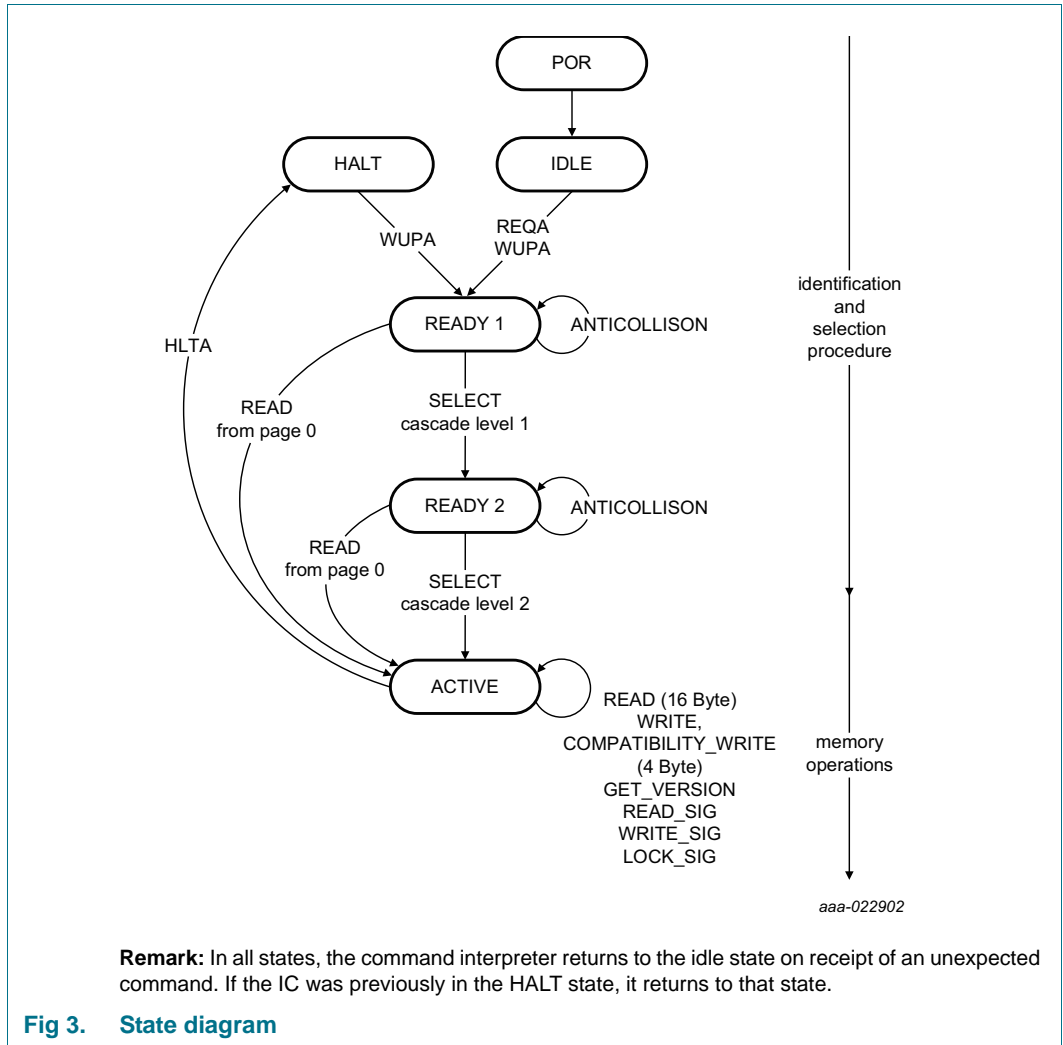 POR
HALT
IDLE
WUPA
REQA
WUPA
identification
and
selection
procedure
READY 1
ANTICOLLISON
HLTA
READ
from page 0
SELECT
cascade level 1
READY 2
ANTICOLLISON
READ
from page 0
SELECT
cascade level 2
ACTIVE
READ (16 Byte)
WRITE,
COMPATIBILITY_WRITE
(4 Byte)
GET_VERSION
READ_SIG
WRITE_SIG
LOCK_SIG
memory
operations
aaa-022902
Remark: In all states, the command interpreter returns to the idle state on receipt of an unexpected
command. If the IC was previously in the HALT state, it returns to that state.
Fig 3. State diagram